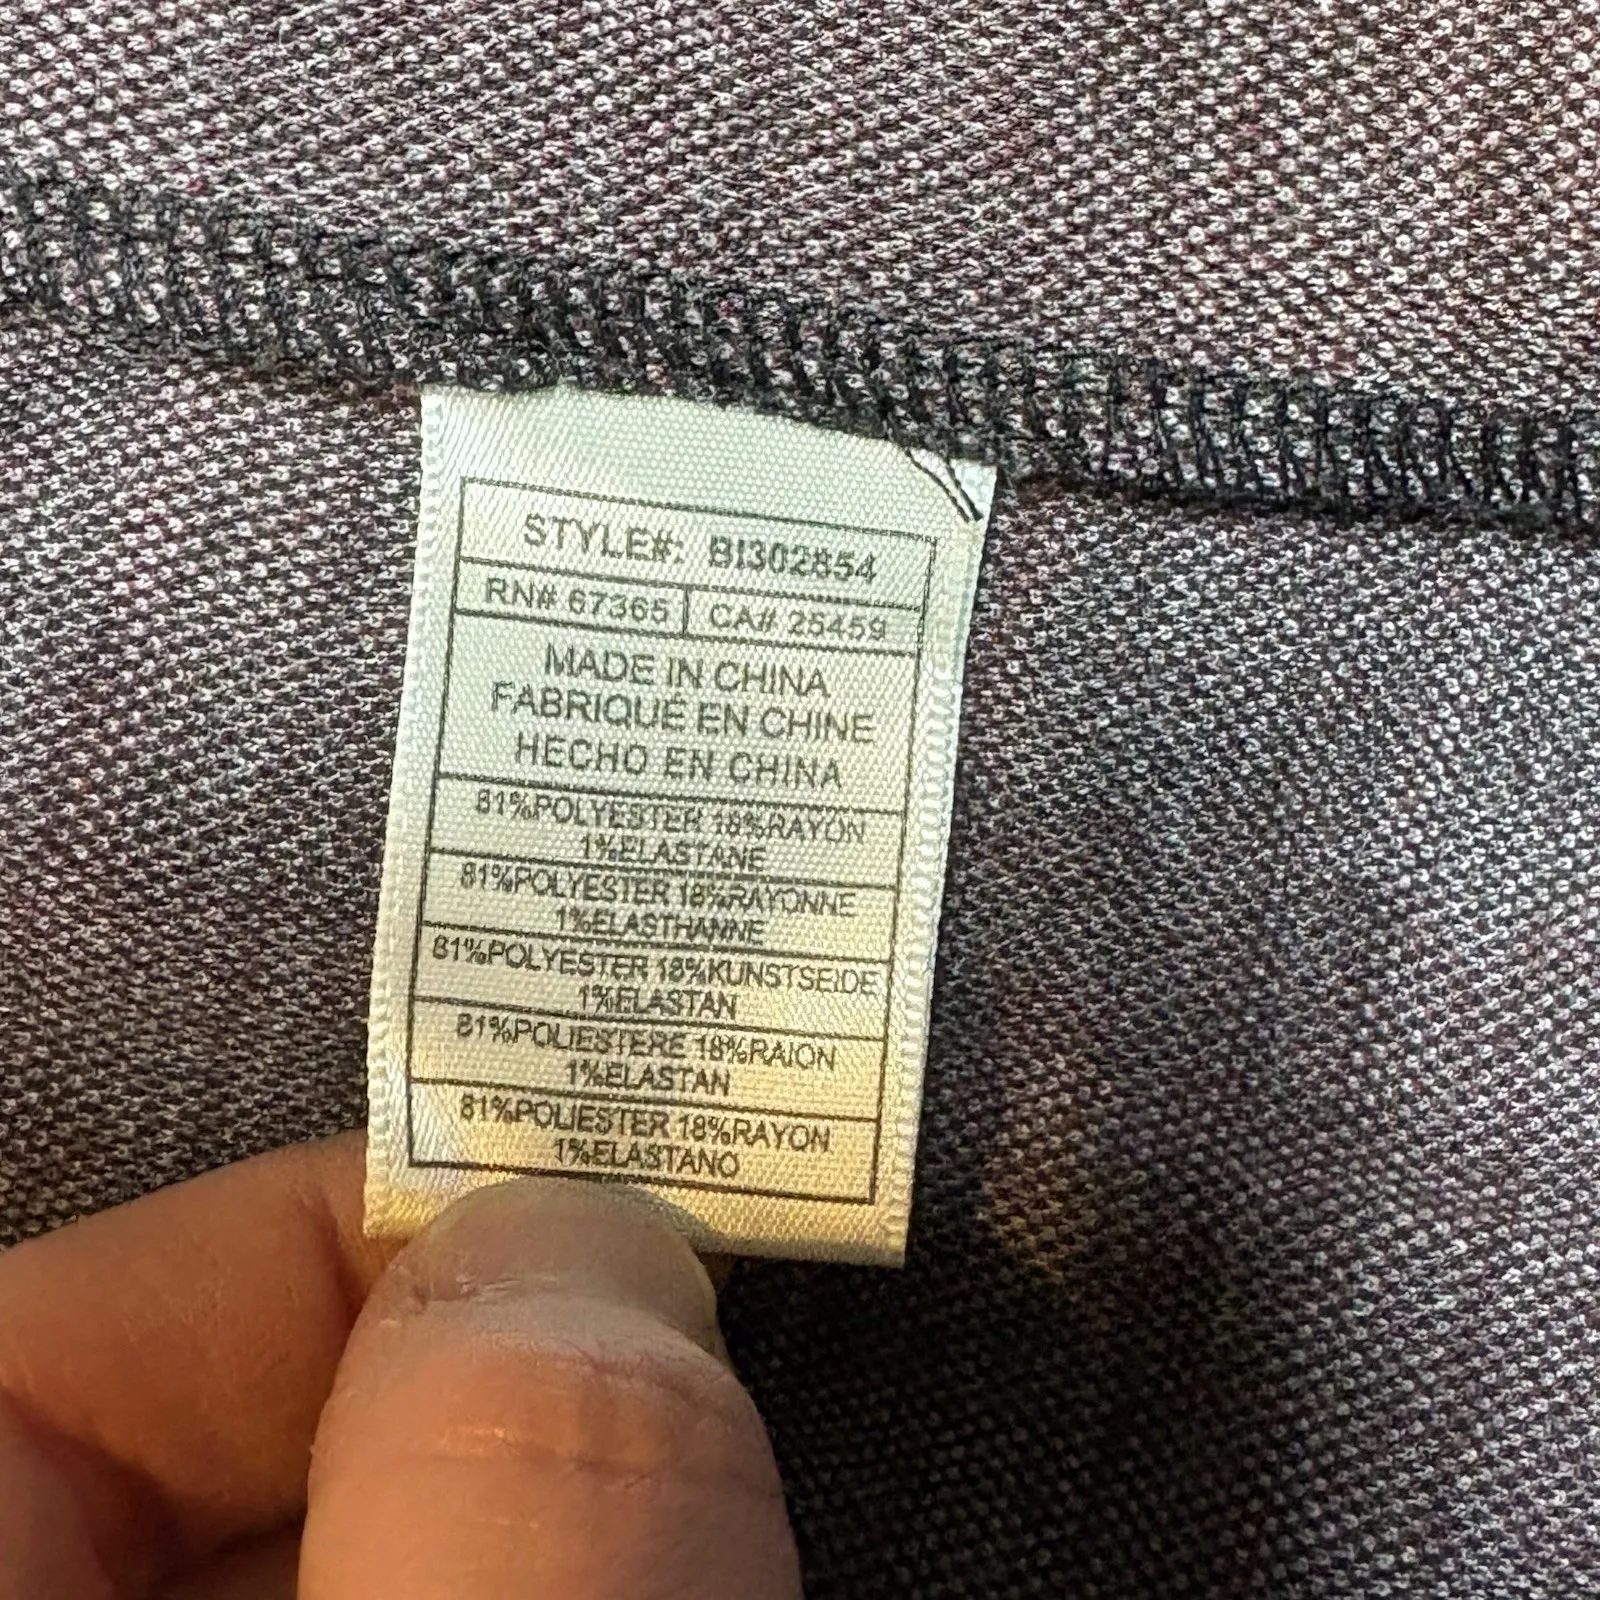 STYLE#: BI302854
RN# 67365 CA# 25459
MADE IN CHINA
FABRIQUÉ EN CHINE
HECHO EN CHINA
81%POLYESTER 18%RAYON
1%ELASTANE
81%POLYESTER 18%RAYONNE
1%ELASTHANNE
81%POLYESTER 18%KUNSTSEIDE
1%ELASTAN
81%POLIESTERE 18%RAION
1%ELASTAN
81%POLIESTER 18%RAYON
1%ELASTANO